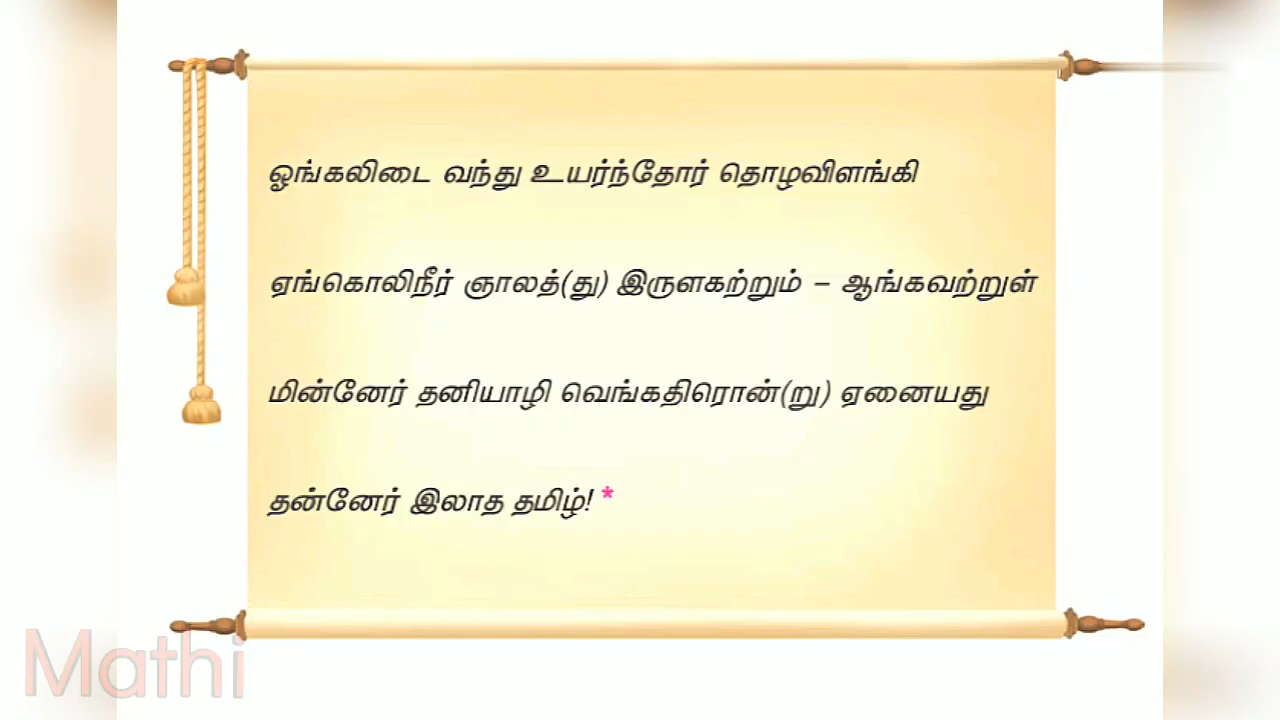 ஓங்கலிடை வந்து உயர்ந்தோர் தொழவிளங்கி
ஏங்கொலிநீர் ஞாலத்(து) இருளகற்றும் – ஆங்கவற்றுள்
மின்னேர் தனியாழி வெங்கதிரொன்(று) ஏனையது
தன்னேர் இலாத தமிழ்! *
Mathi